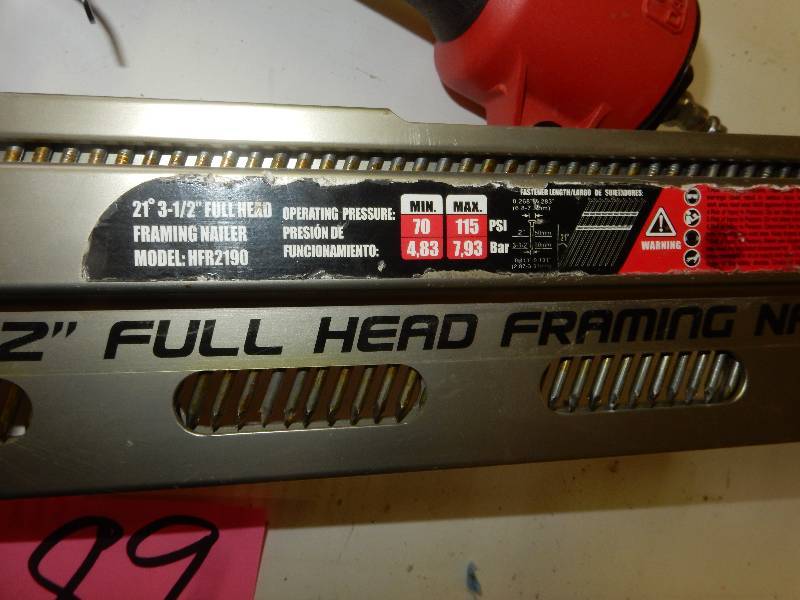 21° 3-1/2" FULL HEAD
FRAMING NAILER
MODEL: HFR2190
OPERATING PRESSURE:
PRESIÓN DE
FUNCIONAMIENTO:
MIN. MAX.
70 115 PSI
4,83 7,93 Bar
FASTENER LENGTH/LARGO DE SUJETADORES:
2" 50mm
3-1/2 90mm
21°
WARNING
2" FULL HEAD FRAMING NA
89